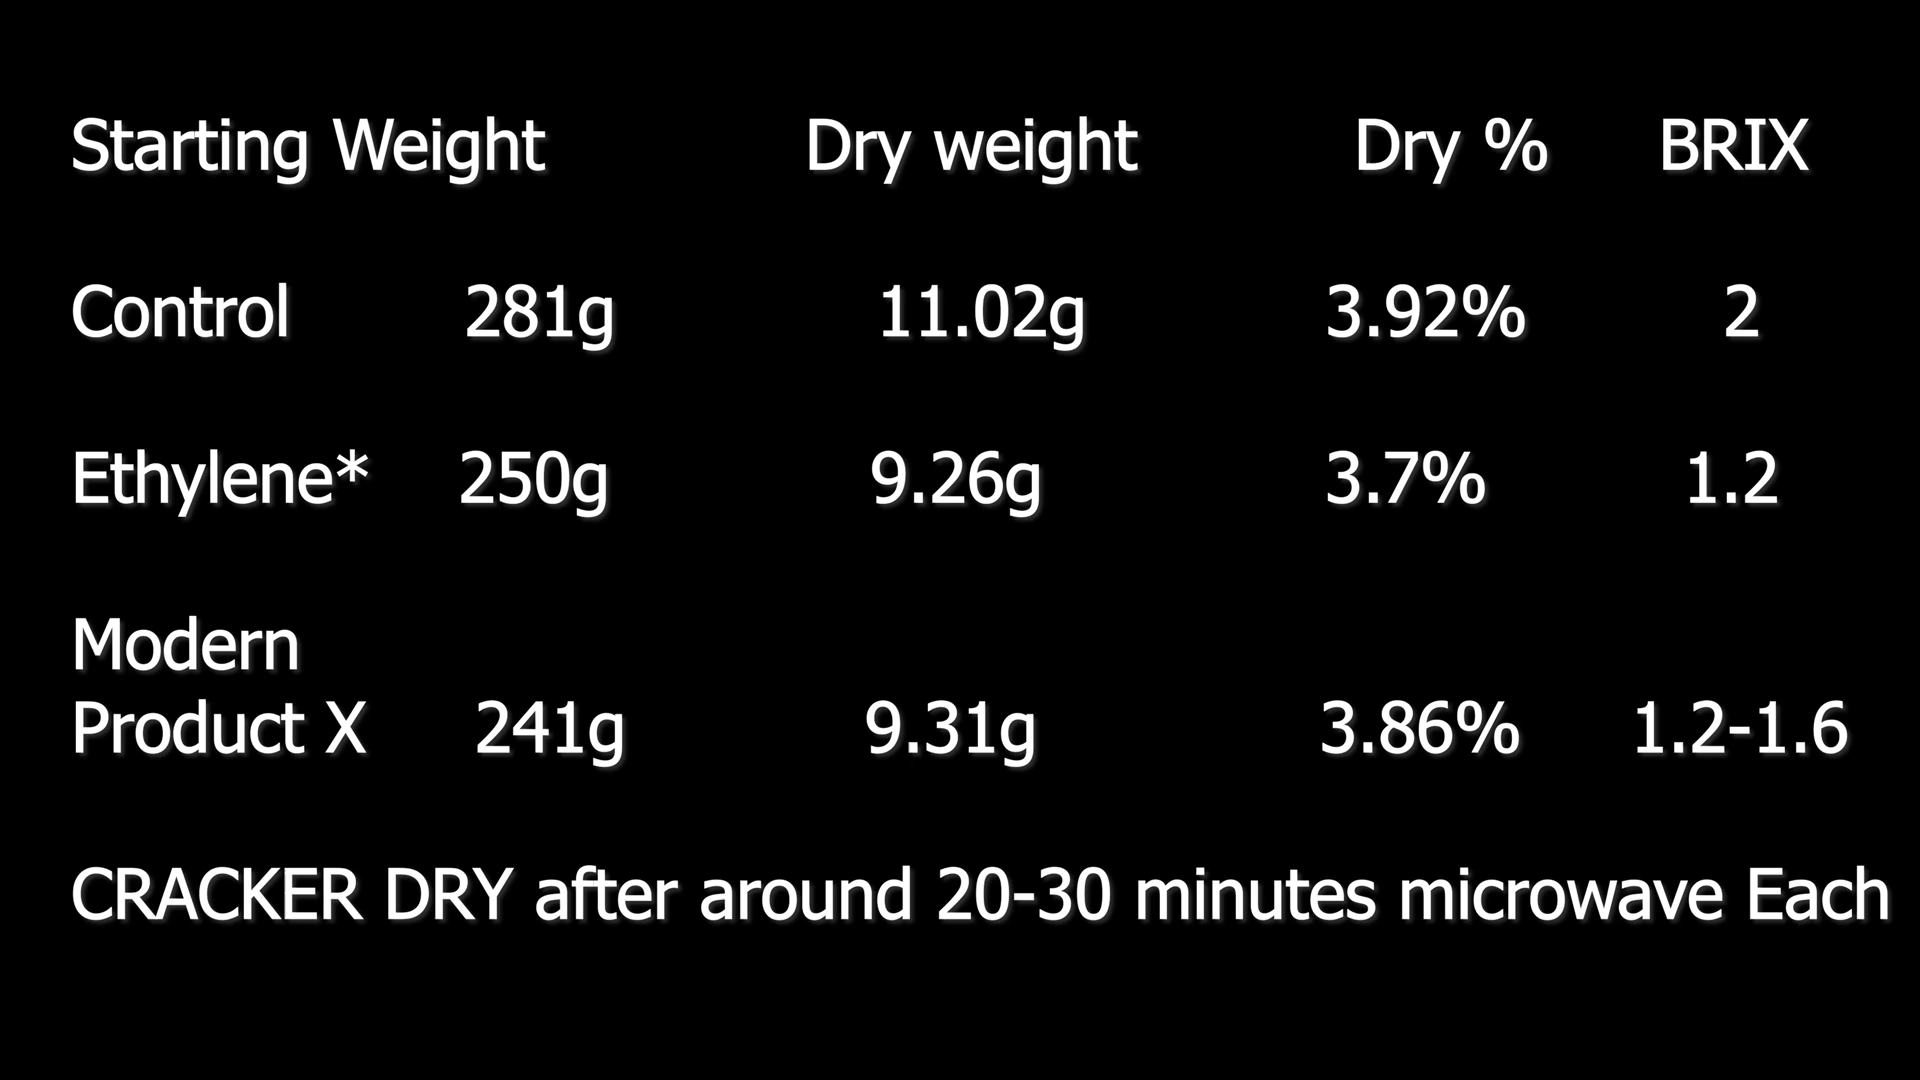 Starting Weight Dry weight Dry % BRIX
Control 281g 11.02g 3.92% 2
Ethylene* 250g 9.26g 3.7% 1.2
Modern
Product X 241g 9.31g 3.86% 1.2-1.6
CRACKER DRY after around 20-30 minutes microwave Each